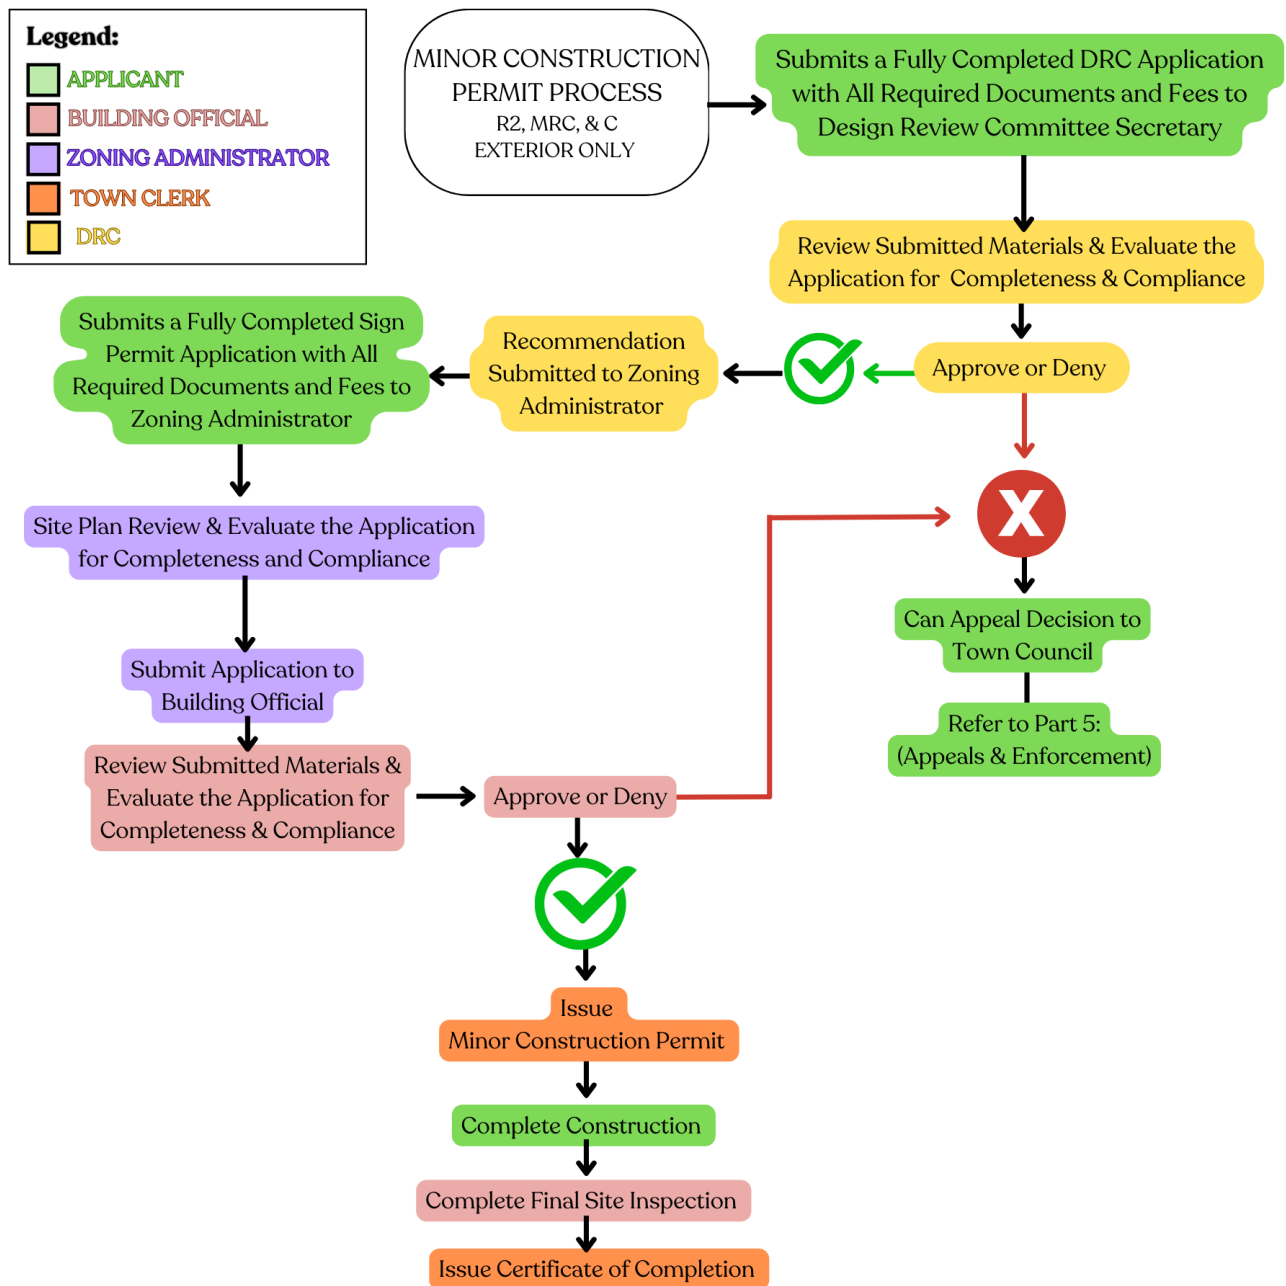 Legend:
APPLICANT
BUILDING OFFICIAL
ZONING ADMINISTRATOR
TOWN CLERK
DRC
MINOR CONSTRUCTION
PERMIT PROCESS
R2, MRC, & C
EXTERIOR ONLY
Submits a Fully Completed DRC Application
with All Required Documents and Fees to
Design Review Committee Secretary
Review Submitted Materials & Evaluate the
Application for Completeness & Compliance
Approve or Deny
Recommendation
Submitted to Zoning
Administrator
Submits a Fully Completed Sign
Permit Application with All
Required Documents and Fees to
Zoning Administrator
Site Plan Review & Evaluate the Application
for Completeness and Compliance
Submit Application to
Building Official
Review Submitted Materials &
Evaluate the Application for
Completeness & Compliance
Approve or Deny
X
Can Appeal Decision to
Town Council
Refer to Part 5:
(Appeals & Enforcement)
Issue
Minor Construction Permit
Complete Construction
Complete Final Site Inspection
Issue Certificate of Completion